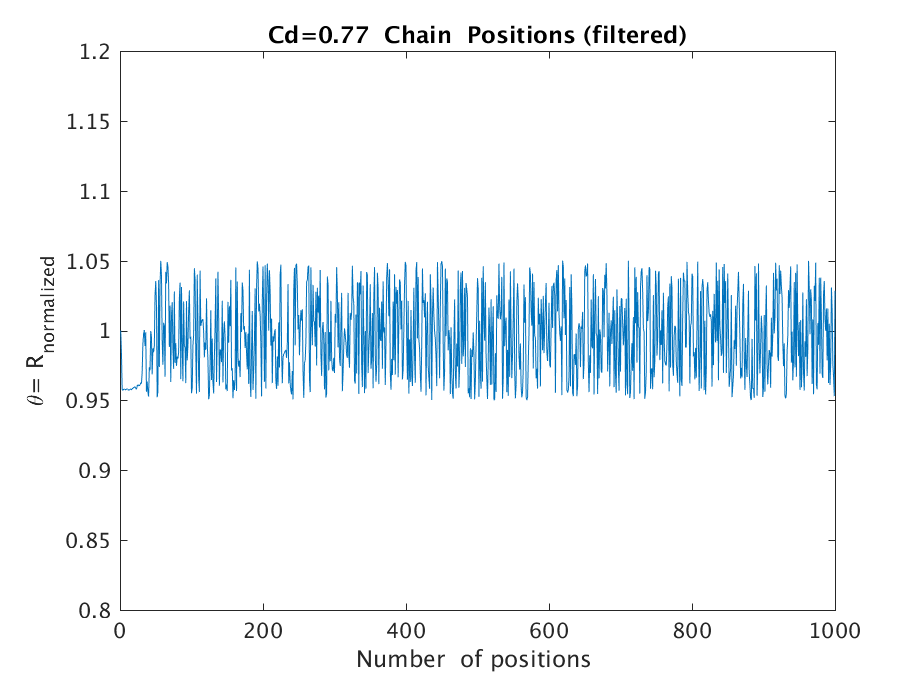 Cd=0.77 Chain Positions (filtered)
1.2
1.15
1.1
1.05
1
0.95
0.9
0.85
0.8
θ= R_normalized
0 200 400 600 800 1000
Number of positions